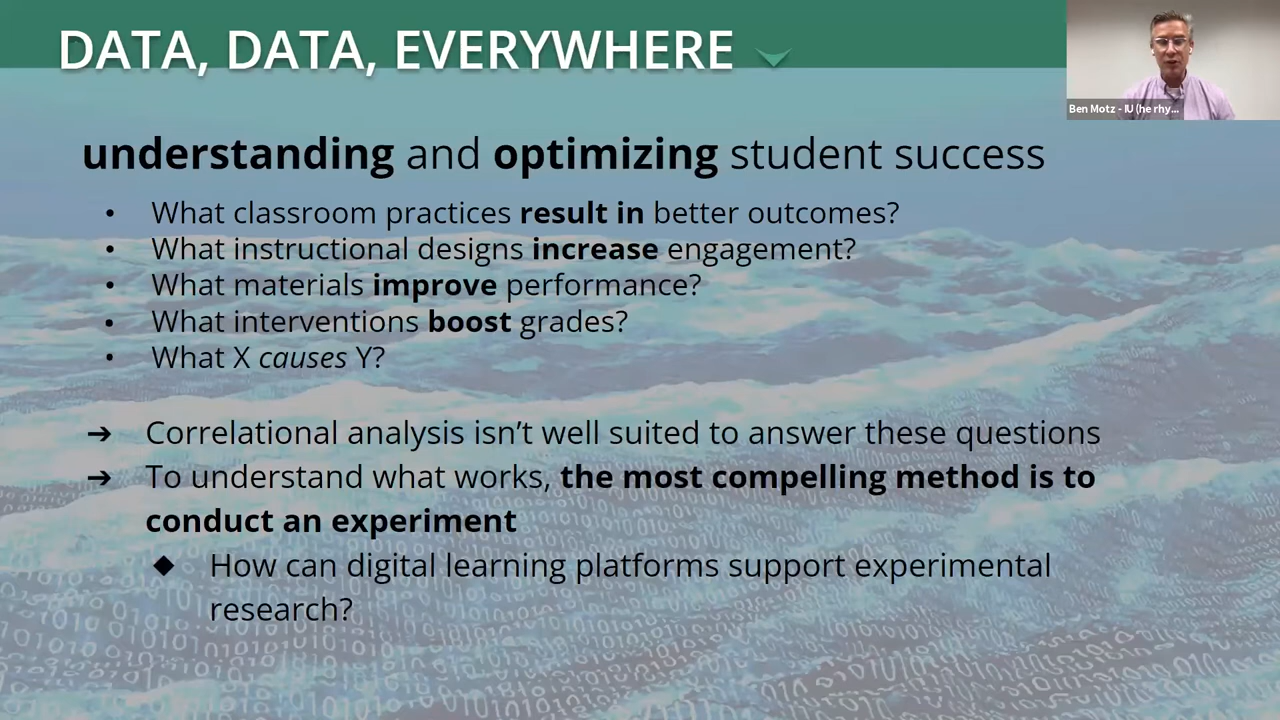 DATA, DATA, EVERYWHERE
Ben Motz - IU (he rhy...
understanding and optimizing student success
• What classroom practices result in better outcomes?
• What instructional designs increase engagement?
• What materials improve performance?
• What interventions boost grades?
• What X causes Y?
➔ Correlational analysis isn’t well suited to answer these questions
➔ To understand what works, the most compelling method is to
conduct an experiment
◆ How can digital learning platforms support experimental
research?